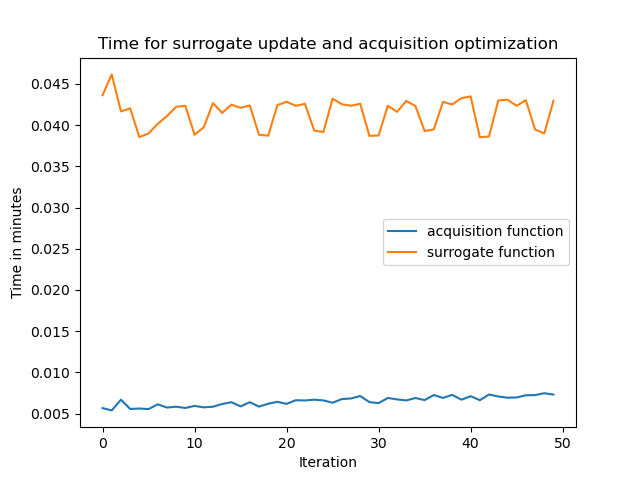 Time for surrogate update and acquisition optimization
0.045
0.040
0.035
0.030
0.025
0.020
0.015
0.010
0.005
Time in minutes
acquisition function
surrogate function
0 10 20 30 40 50
Iteration